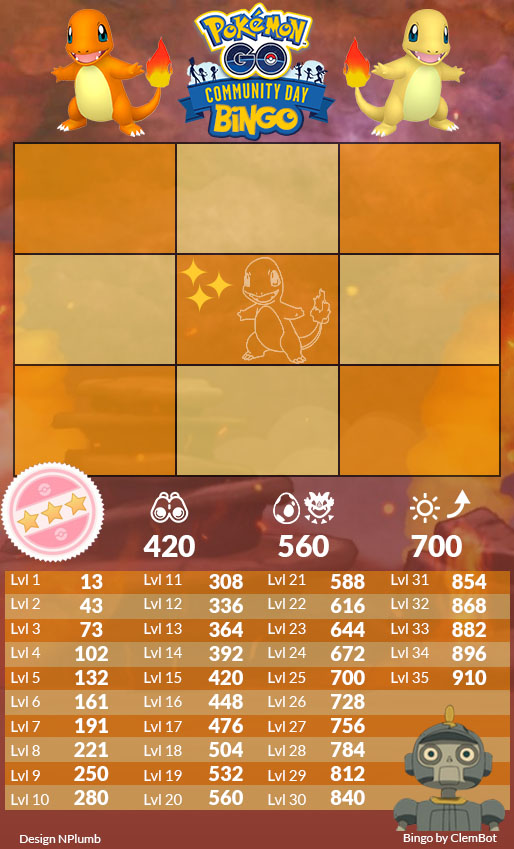 POKÉMON
GO
COMMUNITY DAY
BINGO
420 560 700
Lvl 1 13 Lvl 11 308 Lvl 21 588 Lvl 31 854
Lvl 2 43 Lvl 12 336 Lvl 22 616 Lvl 32 868
Lvl 3 73 Lvl 13 364 Lvl 23 644 Lvl 33 882
Lvl 4 102 Lvl 14 392 Lvl 24 672 Lvl 34 896
Lvl 5 132 Lvl 15 420 Lvl 25 700 Lvl 35 910
Lvl 6 161 Lvl 16 448 Lvl 26 728
Lvl 7 191 Lvl 17 476 Lvl 27 756
Lvl 8 221 Lvl 18 504 Lvl 28 784
Lvl 9 250 Lvl 19 532 Lvl 29 812
Lvl 10 280 Lvl 20 560 Lvl 30 840
Design NPlumb Bingo by ClemBot